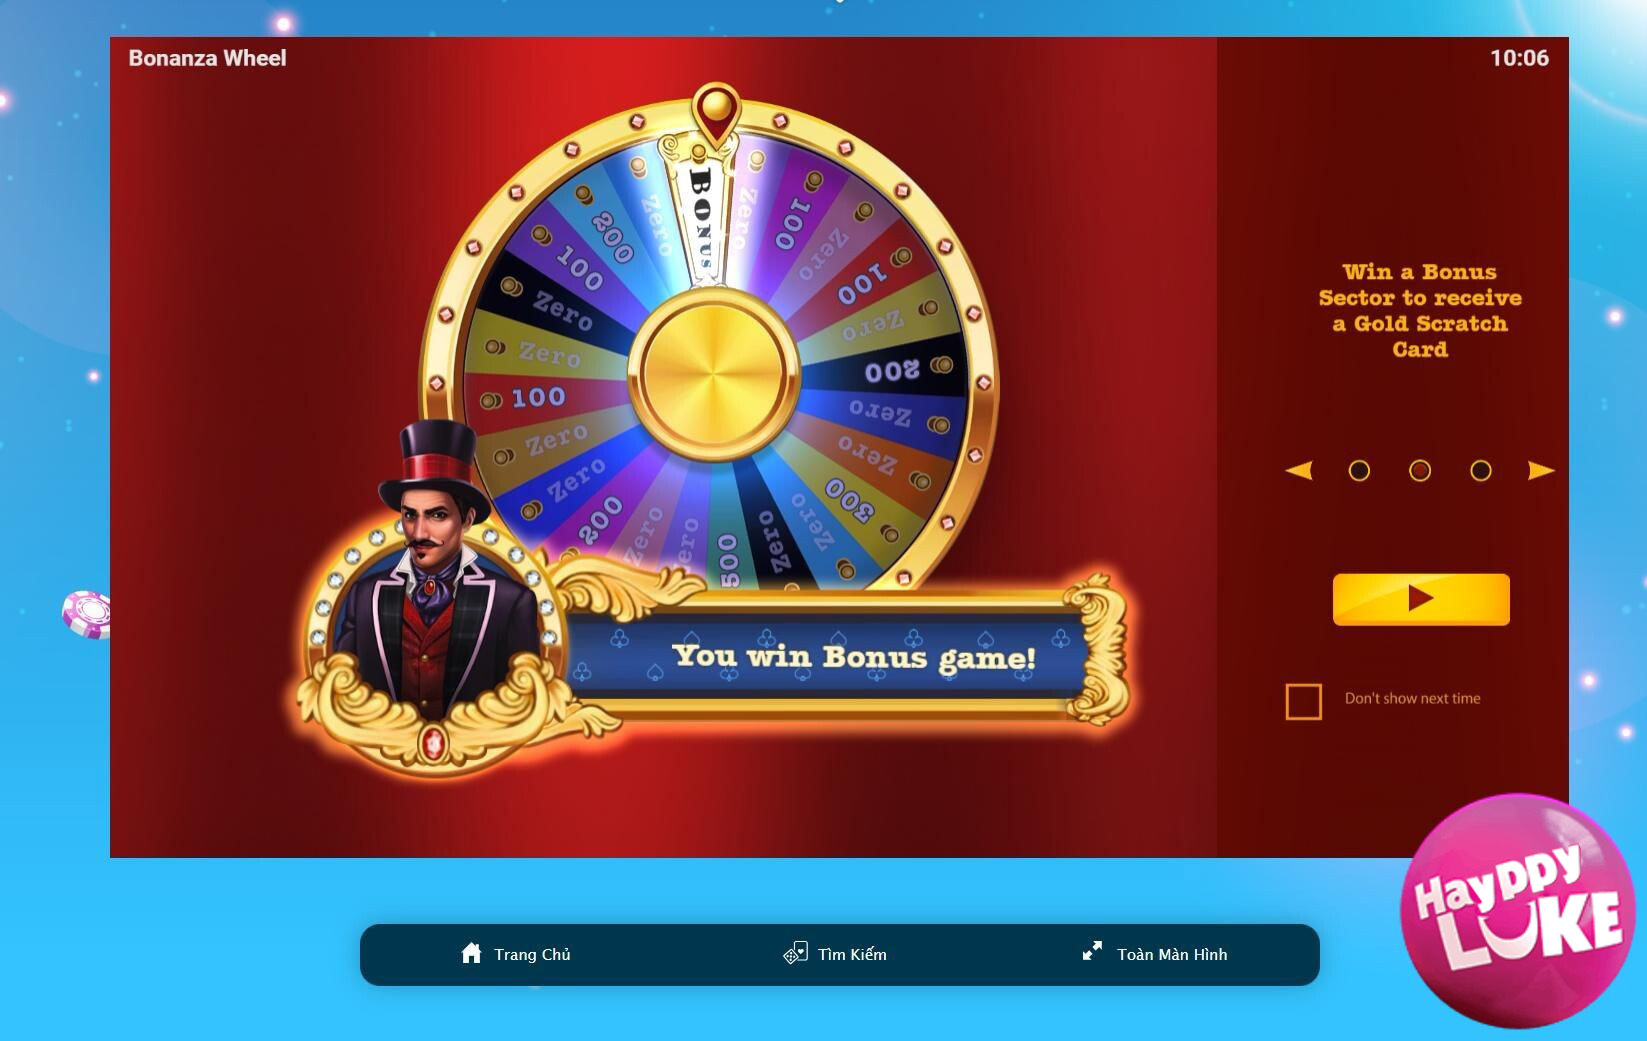 Bonanza Wheel
10:06
BONUS
Zero
100
Zero
100
Zero
200
Zero
Zero
300
Zero
Zero
500
Zero
Zero
200
Zero
Zero
100
Zero
Zero
100
200
Zero
Win a Bonus
Sector to receive
a Gold Scratch
Card
You win Bonus game!
Don't show next time
Hayppy
LUKE
Trang Chủ
Tìm Kiếm
Toàn Màn Hình